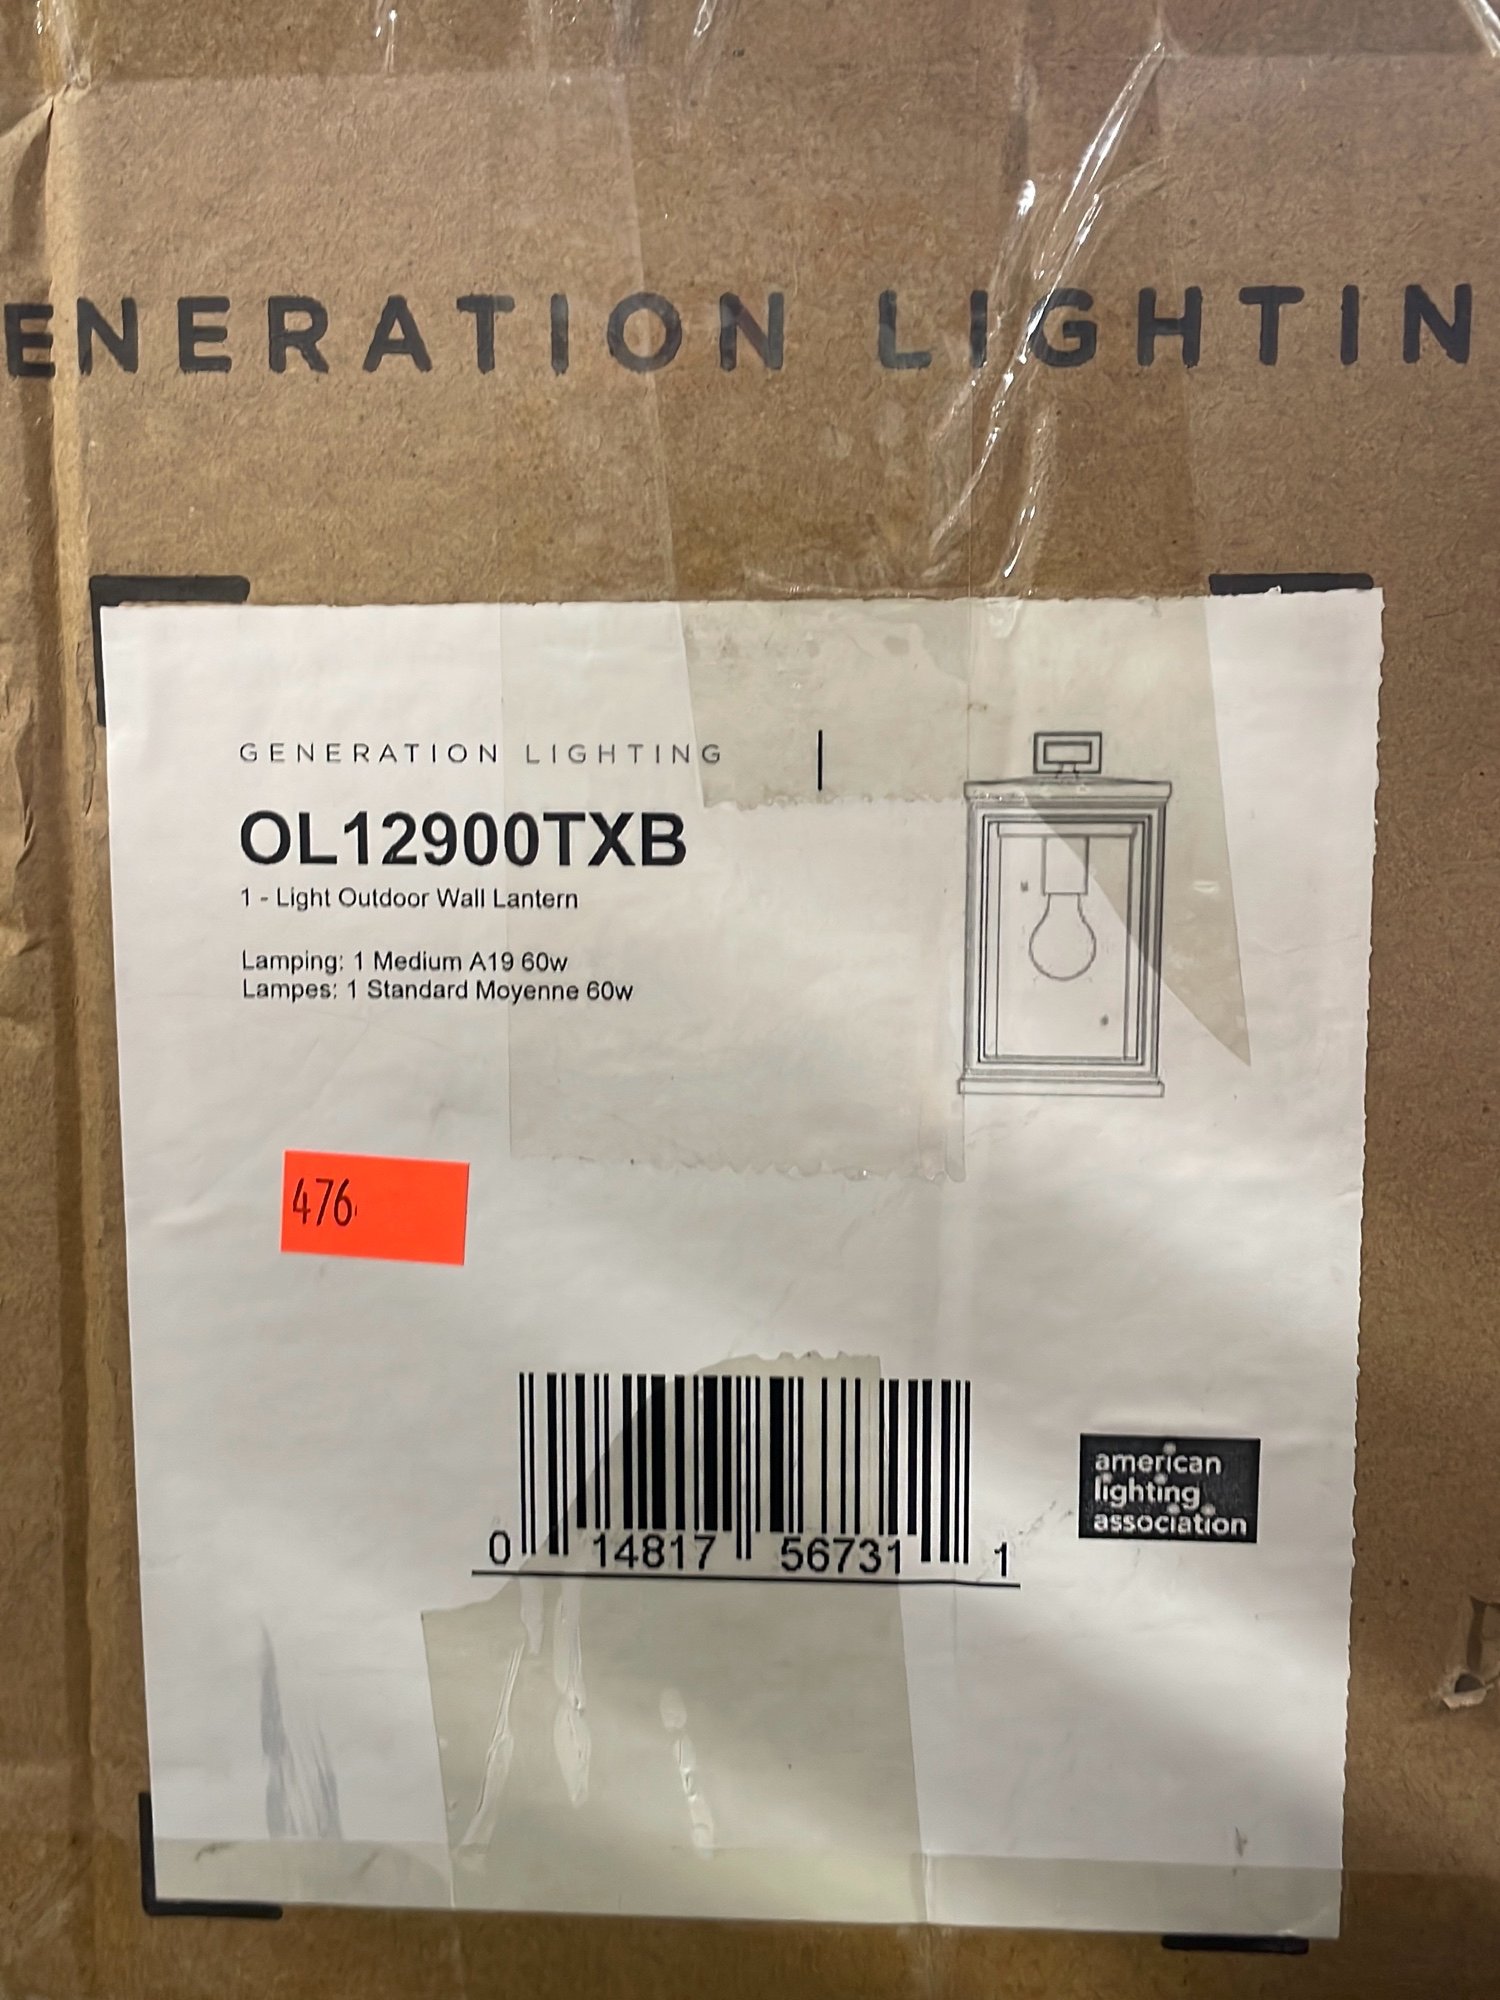 ENERATION LIGHTIN
GENERATION LIGHTING
OL12900TXB
1 - Light Outdoor Wall Lantern
Lamping: 1 Medium A19 60w
Lampes: 1 Standard Moyenne 60w
476
0 14817 56731 1
american
lighting
association